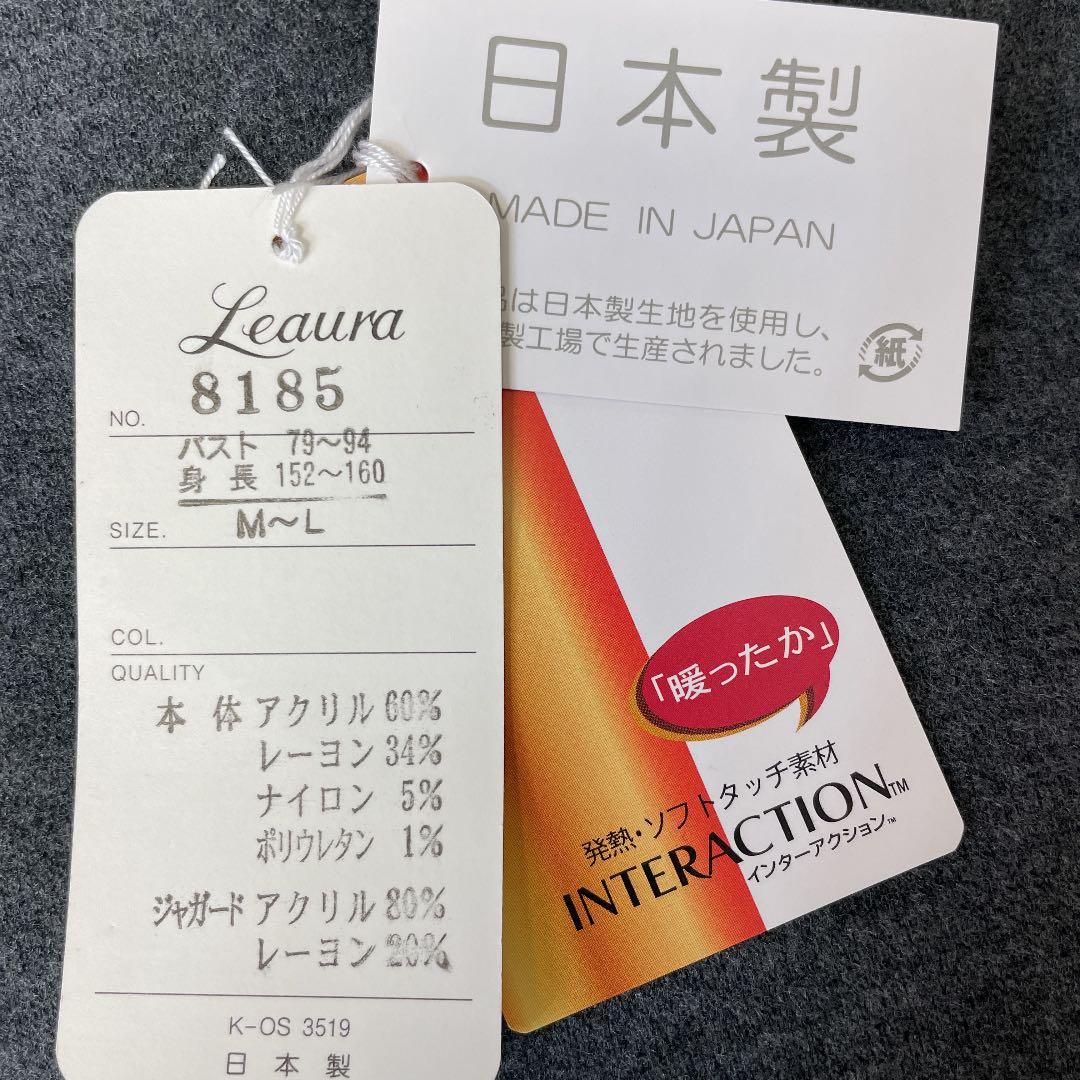 日本製
MADE IN JAPAN
は日本製生地を使用し、
製工場で生産されました。
紙
Leaura
NO. 8185
バスト 79～94
身長 152～160
SIZE. M～L
COL.
QUALITY
本体 アクリル 60%
レーヨン 34%
ナイロン 5%
ポリウレタン 1%
ジャガード アクリル 80%
レーヨン 20%
K-OS 3519
日本製
「暖ったか」
発熱・ソフトタッチ素材
INTERACTION™
インターアクション™